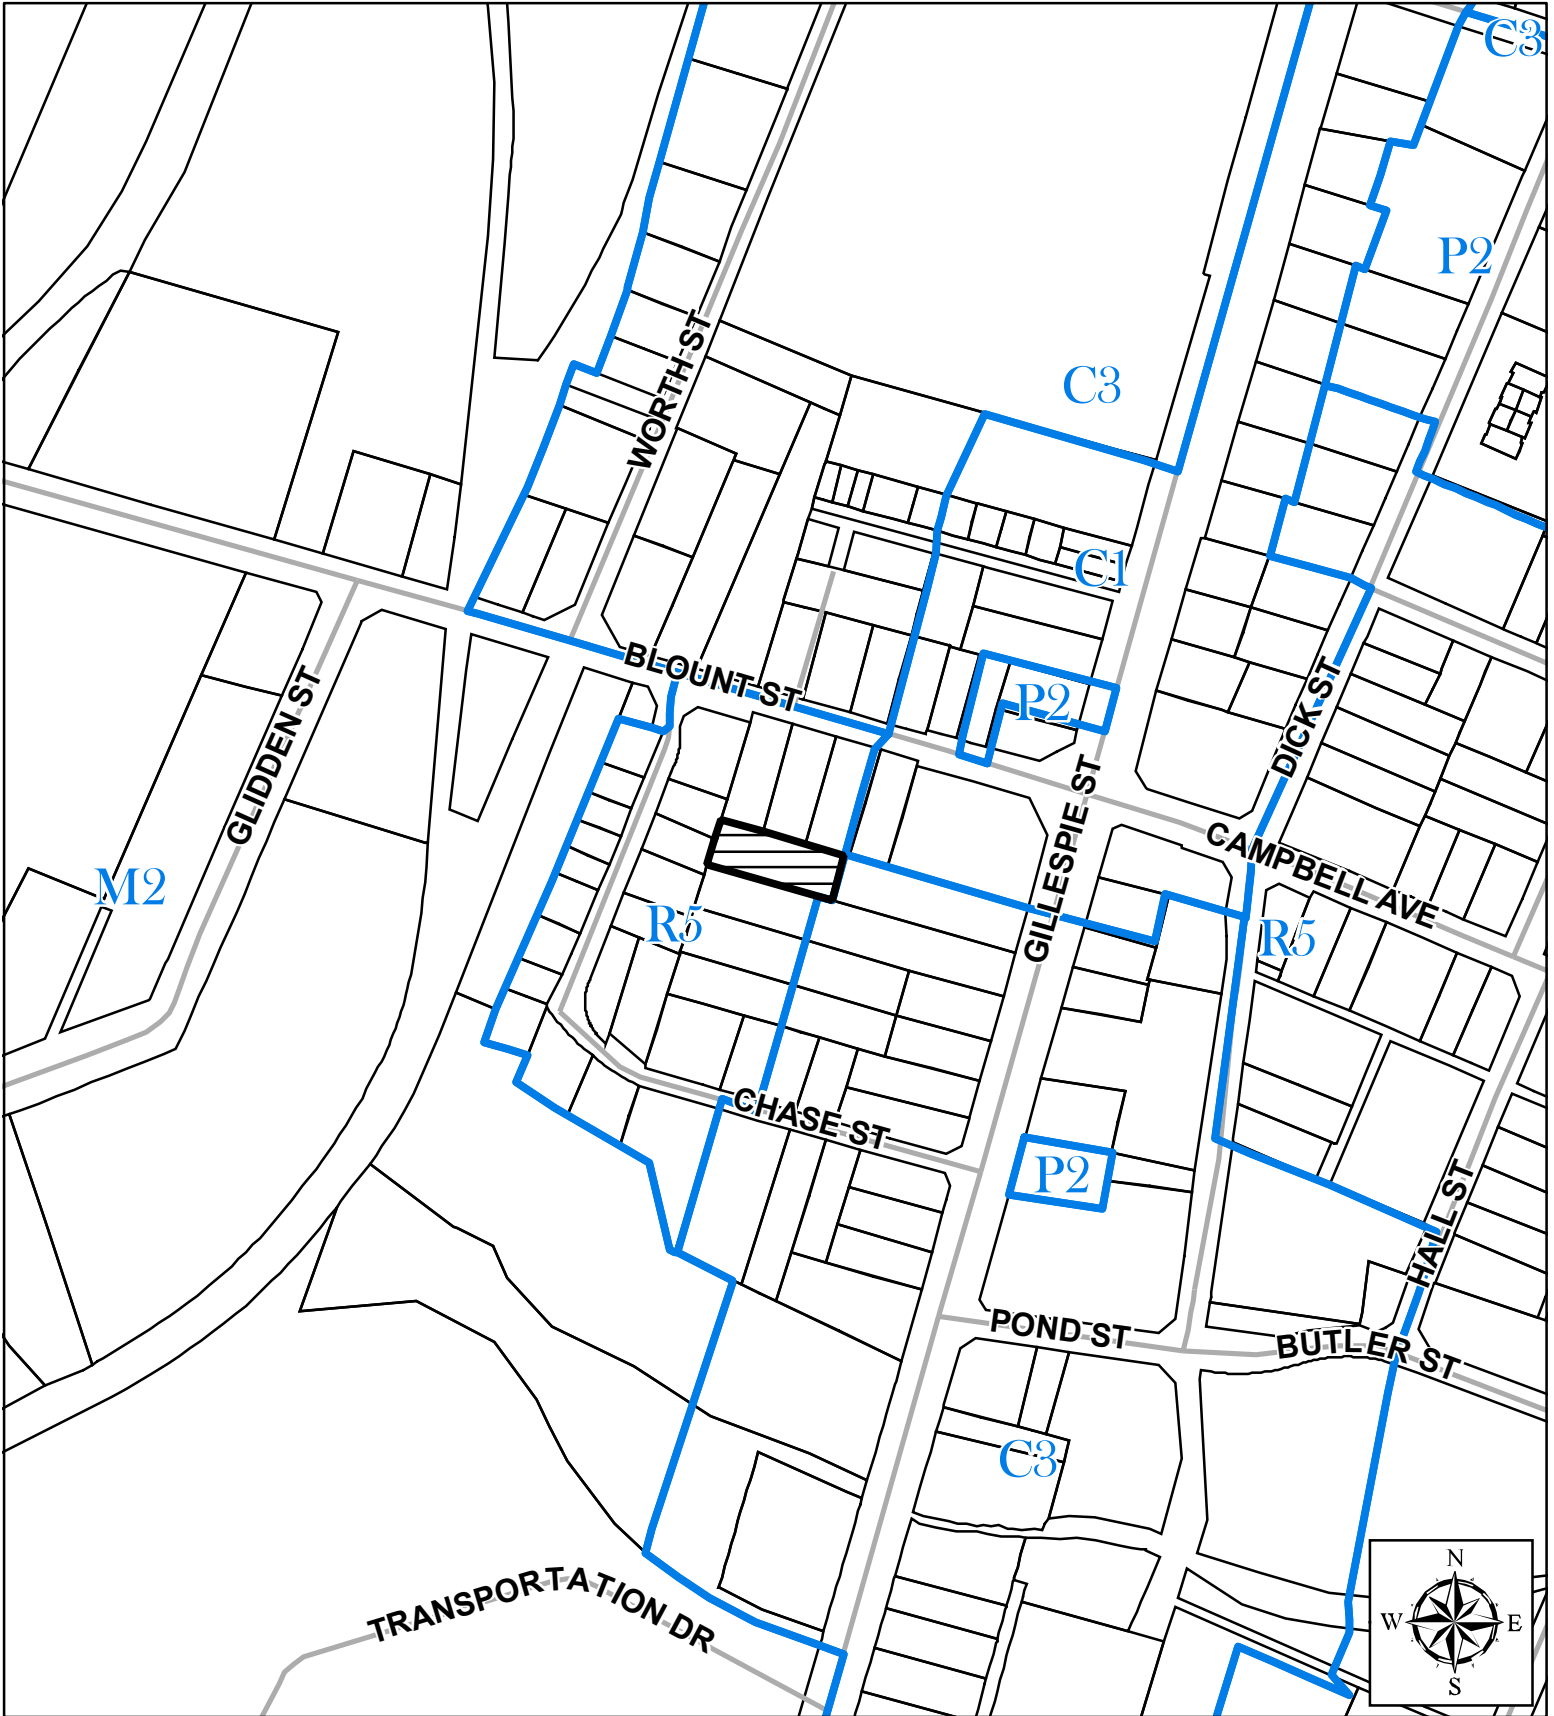 C3
P2
WORTH ST
C3
C1
BLOUNT ST
P2
DICK ST
GLIDDEN ST
GILLESPIE ST
CAMPBELL AVE
M2
R5
R5
CHASE ST
P2
HALL ST
POND ST
BUTLER ST
C3
TRANSPORTATION DR
N
W E
S